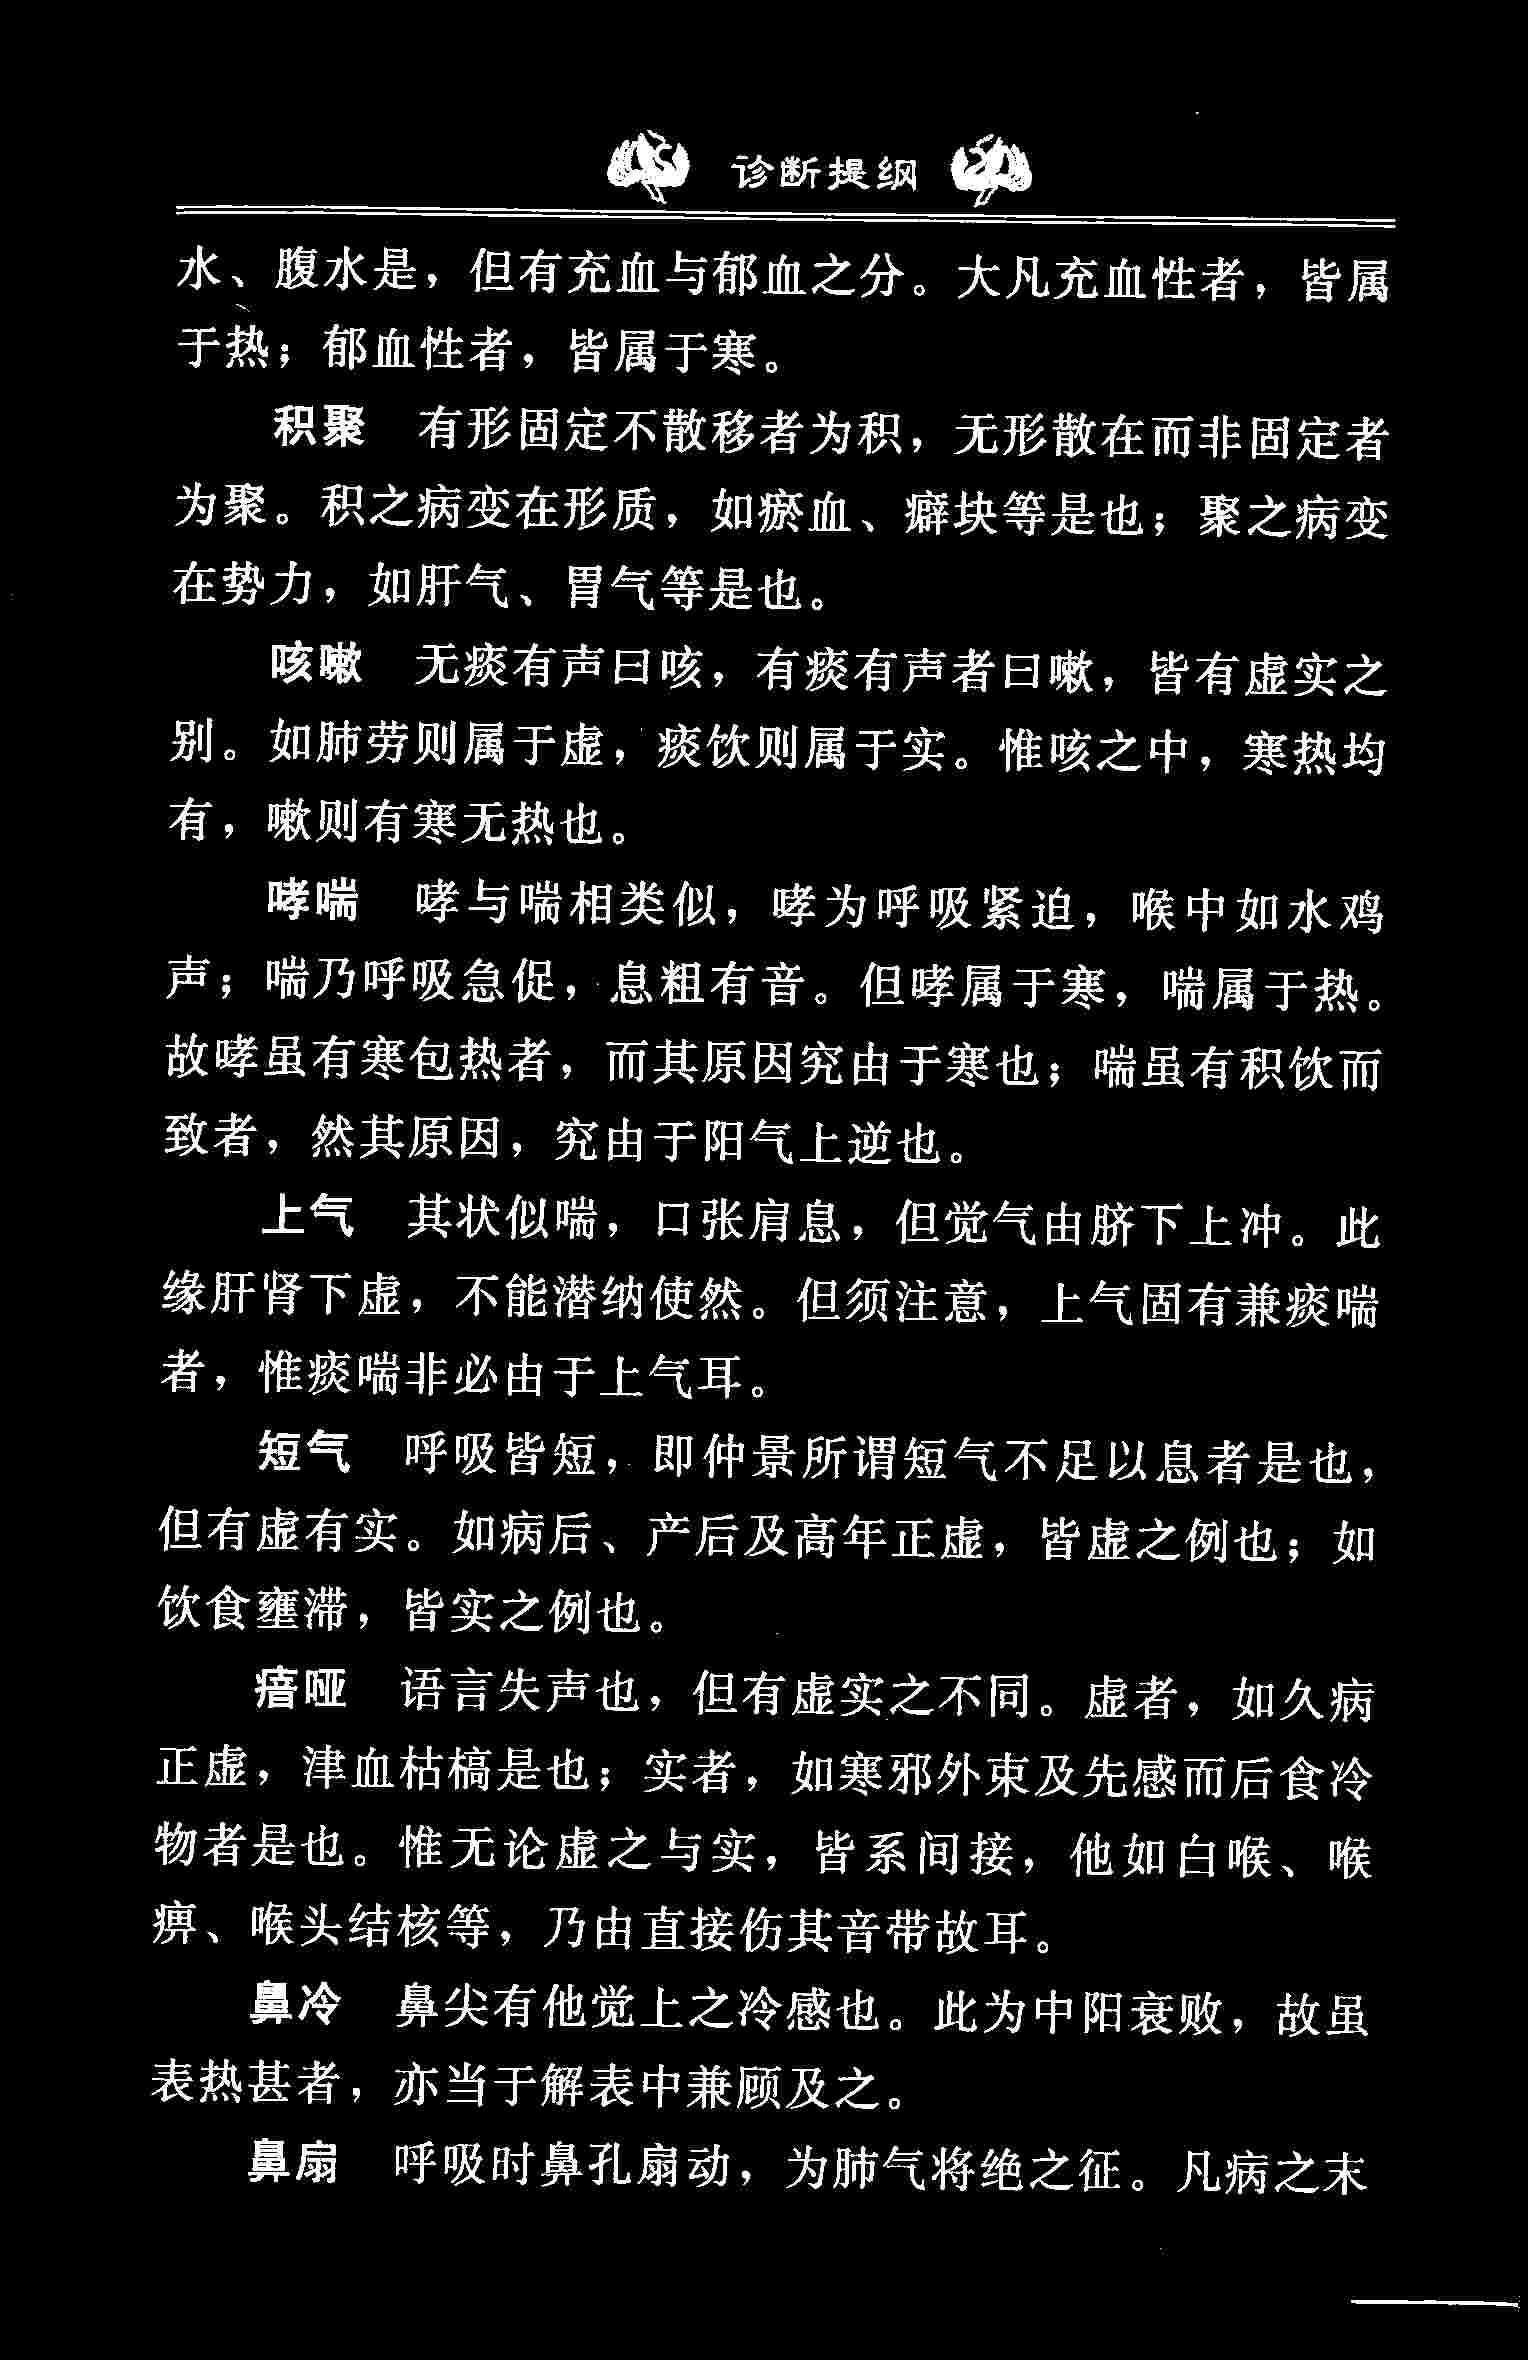 诊断提纲
水、腹水是，但有充血与郁血之分。大凡充血性者，皆属
于热；郁血性者，皆属于寒。
积聚　有形固定不散移者为积，无形散在而非固定者
为聚。积之病变在形质，如瘀血、癖块等是也；聚之病变
在势力，如肝气、胃气等是也。
咳嗽　无痰有声曰咳，有痰有声者曰嗽，皆有虚实之
别。如肺劳则属于虚，痰饮则属于实。惟咳之中，寒热均
有，嗽则有寒无热也。
哮喘　哮与喘相类似，哮为呼吸紧迫，喉中如水鸡
声；喘乃呼吸急促，息粗有音。但哮属于寒，喘属于热。
故哮虽有寒包热者，而其原因究由于寒也；喘虽有积饮而
致者，然其原因，究由于阳气上逆也。
上气　其状似喘，口张肩息，但觉气由脐下上冲。此
缘肝肾下虚，不能潜纳使然。但须注意，上气固有兼痰喘
者，惟痰喘非必由于上气耳。
短气　呼吸皆短，即仲景所谓短气不足以息者是也，
但有虚有实。如病后、产后及高年正虚，皆虚之例也；如
饮食壅滞，皆实之例也。
瘖哑　语言失声也，但有虚实之不同。虚者，如久病
正虚，津血枯槁是也；实者，如寒邪外束及先感而后食冷
物者是也。惟无论虚之与实，皆系间接，他如白喉、喉
痹、喉头结核等，乃由直接伤其音带故耳。
鼻冷　鼻尖有他觉上之冷感也。此为中阳衰败，故虽
表热甚者，亦当于解表中兼顾及之。
鼻扇　呼吸时鼻孔扇动，为肺气将绝之征。凡病之末